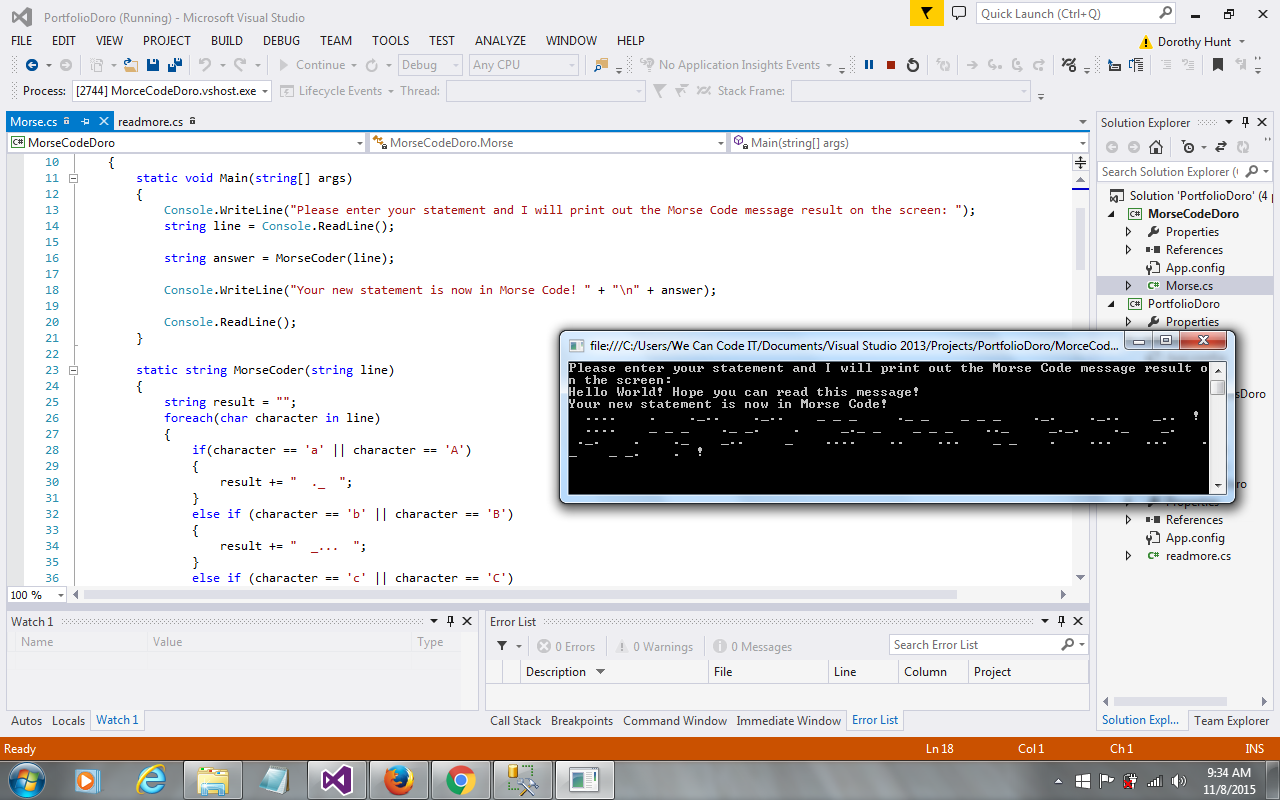 PortfolioDoro (Running) - Microsoft Visual Studio
Quick Launch (Ctrl+Q)
FILE EDIT VIEW PROJECT BUILD DEBUG TEAM TOOLS TEST ANALYZE WINDOW HELP
Dorothy Hunt
Continue Debug Any CPU No Application Insights Events
Process: [2744] MorceCodeDoro.vshost.exe Lifecycle Events Thread: Stack Frame:
Morse.cs readmore.cs
MorseCodeDoro MorseCodeDoro.Morse Main(string[] args)
10 {
11 static void Main(string[] args)
12 {
13 Console.WriteLine("Please enter your statement and I will print out the Morse Code message result on the screen: ");
14 string line = Console.ReadLine();
15
16 string answer = MorseCoder(line);
17
18 Console.WriteLine("Your new statement is now in Morse Code! " + "\n" + answer);
19
20 Console.ReadLine();
21 }
22
23 static string MorseCoder(string line)
24 {
25 string result = "";
26 foreach(char character in line)
27 {
28 if(character == 'a' || character == 'A')
29 {
30 result += "  ._  ";
31 }
32 else if (character == 'b' || character == 'B')
33 {
34 result += "  _...  ";
35 }
36 else if (character == 'c' || character == 'C')
100 %
file:///C:/Users/We Can Code IT/Documents/Visual Studio 2013/Projects/PortfolioDoro/MorceCod...
Please enter your statement and I will print out the Morse Code message result o
n the screen:
Hello World! Hope you can read this message!
Your new statement is now in Morse Code!
Solution Explorer
Search Solution Explorer (
Solution 'PortfolioDoro' (4 p
MorseCodeDoro
Properties
References
App.config
Morse.cs
PortfolioDoro
Properties
sDoro
ro
Properties
References
App.config
readmore.cs
Solution Expl... Team Explorer
Watch 1
Name Value Type
Autos Locals Watch 1
Error List
0 Errors 0 Warnings 0 Messages Search Error List
Description File Line Column Project
Call Stack Breakpoints Command Window Immediate Window Error List
Ready Ln 18 Col 1 Ch 1 INS
9:34 AM
11/8/2015